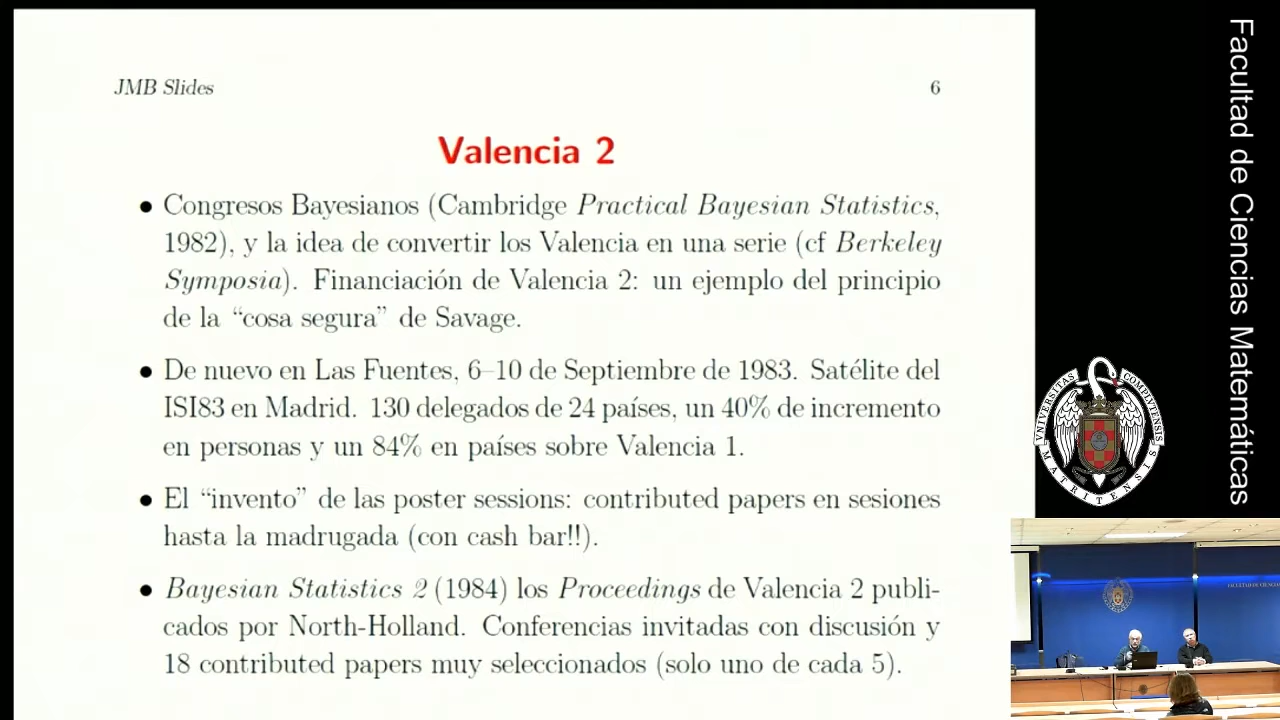 JMB Slides 6
Valencia 2
• Congresos Bayesianos (Cambridge Practical Bayesian Statistics,
1982), y la idea de convertir los Valencia en una serie (cf Berkeley
Symposia). Financiación de Valencia 2: un ejemplo del principio
de la “cosa segura” de Savage.
• De nuevo en Las Fuentes, 6–10 de Septiembre de 1983. Satélite del
ISI83 en Madrid. 130 delegados de 24 países, un 40% de incremento
en personas y un 84% en países sobre Valencia 1.
• El “invento” de las poster sessions: contributed papers en sesiones
hasta la madrugada (con cash bar!!).
• Bayesian Statistics 2 (1984) los Proceedings de Valencia 2 publi-
cados por North-Holland. Conferencias invitadas con discusión y
18 contributed papers muy seleccionados (solo uno de cada 5).
Facultad de Ciencias Matemáticas
UNIVERSITAS COMPLVTENSIS
MATRITENSIS